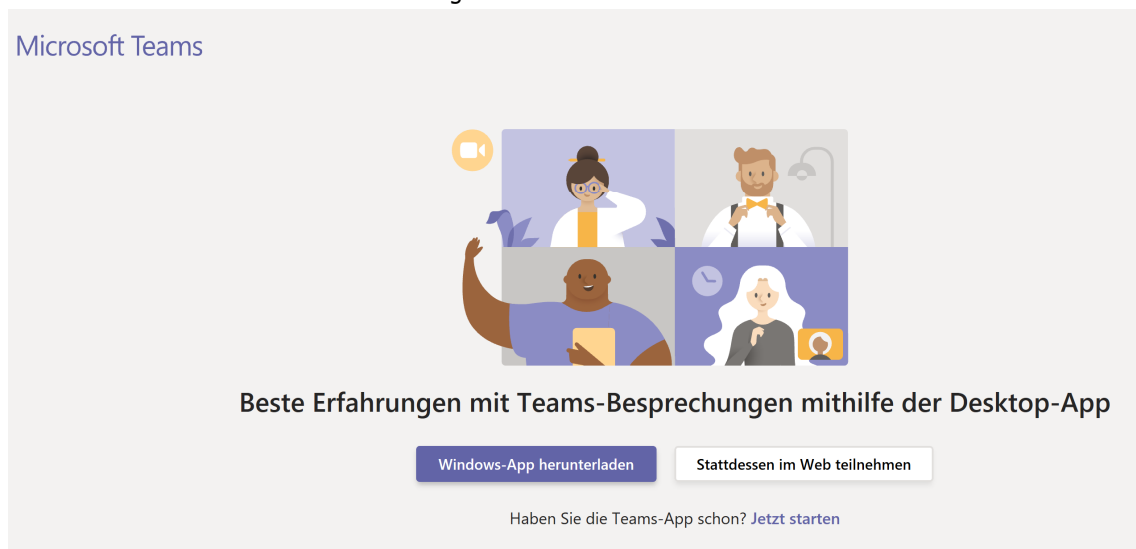 Microsoft Teams
Beste Erfahrungen mit Teams-Besprechungen mithilfe der Desktop-App
Windows-App herunterladen
Stattdessen im Web teilnehmen
Haben Sie die Teams-App schon? Jetzt starten